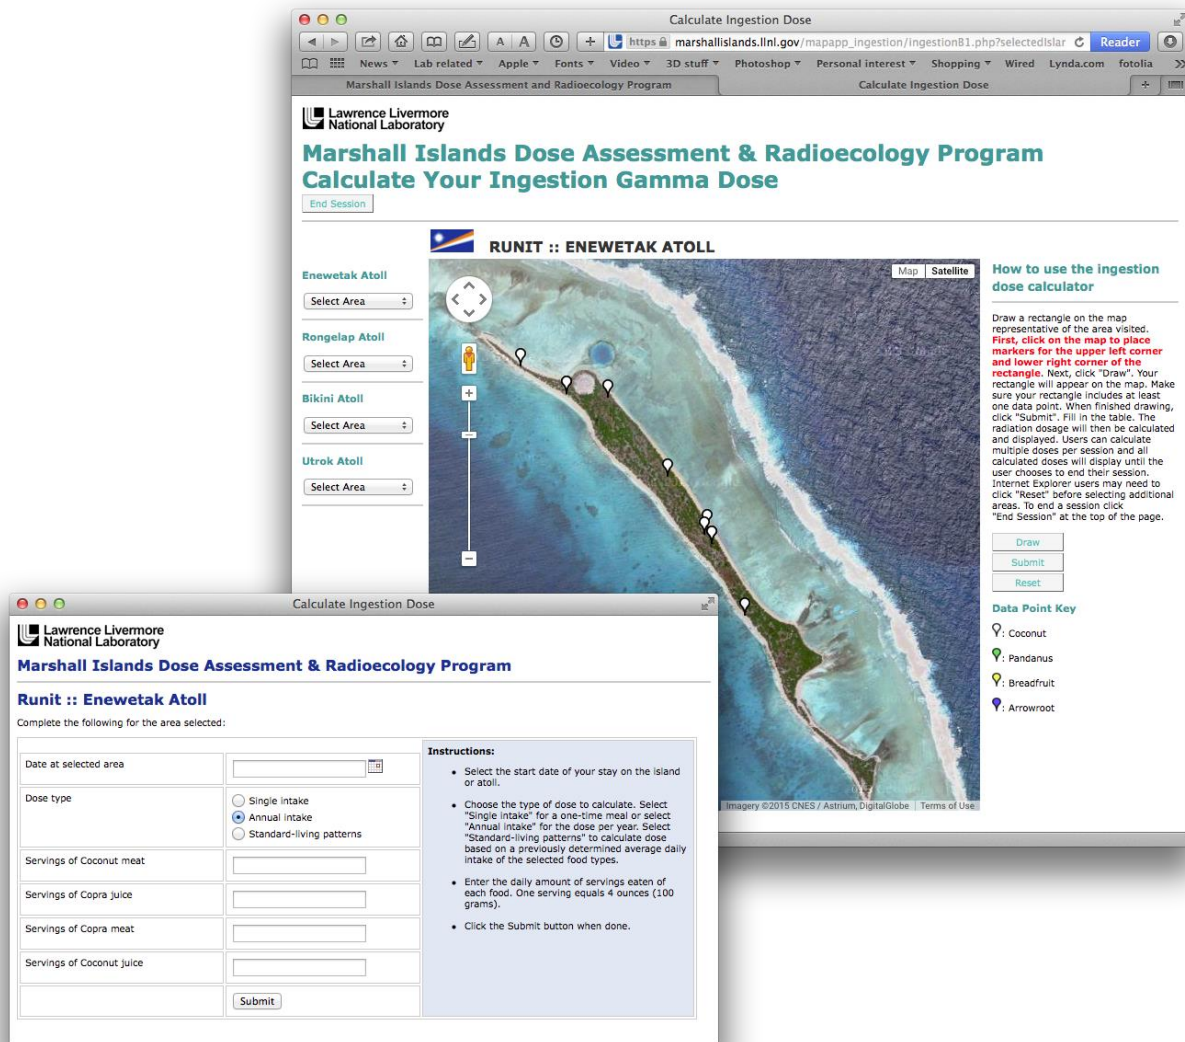 Calculate Ingestion Dose
A A
https marshallislands.llnl.gov/mapapp_ingestion/ingestionB1.php?selectedIslar Reader
News Lab related Apple Fonts Video 3D stuff Photoshop Personal interest Shopping Wired Lynda.com fotolia
Marshall Islands Dose Assessment and Radioecology Program Calculate Ingestion Dose
Lawrence Livermore
National Laboratory
Marshall Islands Dose Assessment & Radioecology Program
Calculate Your Ingestion Gamma Dose
End Session
RUNIT :: ENEWETAK ATOLL
Enewetak Atoll
Select Area
Rongelap Atoll
Select Area
Bikini Atoll
Select Area
Utrok Atoll
Select Area
Map Satellite
Imagery ©2015 CNES / Astrium, DigitalGlobe Terms of Use
How to use the ingestion
dose calculator
Draw a rectangle on the map
representative of the area visited.
First, click on the map to place
markers for the upper left corner
and lower right corner of the
rectangle. Next, click "Draw". Your
rectangle will appear on the map. Make
sure your rectangle includes at least
one data point. When finished drawing,
click "Submit". Fill in the table. The
radiation dosage will then be calculated
and displayed. Users can calculate
multiple doses per session and all
calculated doses will display until the
user chooses to end their session.
Internet Explorer users may need to
click "Reset" before selecting additional
areas. To end a session click
"End Session" at the top of the page.
Draw
Submit
Reset
Data Point Key
: Coconut
: Pandanus
: Breadfruit
: Arrowroot
Calculate Ingestion Dose
Lawrence Livermore
National Laboratory
Marshall Islands Dose Assessment & Radioecology Program
Runit :: Enewetak Atoll
Complete the following for the area selected:
Date at selected area
Dose type
Single intake
Annual intake
Standard-living patterns
Servings of Coconut meat
Servings of Copra juice
Servings of Copra meat
Servings of Coconut juice
Submit
Instructions:
• Select the start date of your stay on the island
or atoll.
• Choose the type of dose to calculate. Select
"Single intake" for a one-time meal or select
"Annual intake" for the dose per year. Select
"Standard-living patterns" to calculate dose
based on a previously determined average daily
intake of the selected food types.
• Enter the daily amount of servings eaten of
each food. One serving equals 4 ounces (100
grams).
• Click the Submit button when done.